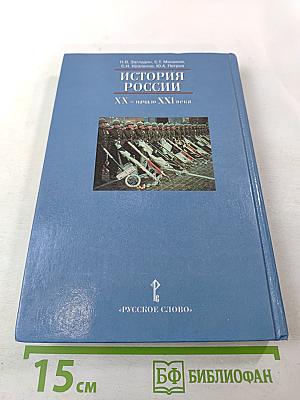 Н.В. Загладин, С.Т. Минаков,
С.И. Козленко, Ю.А. Петров
ИСТОРИЯ
РОССИИ
XX – начало XXI века
«РУССКОЕ СЛОВО»
15 см
БФ БИБЛИОФАН